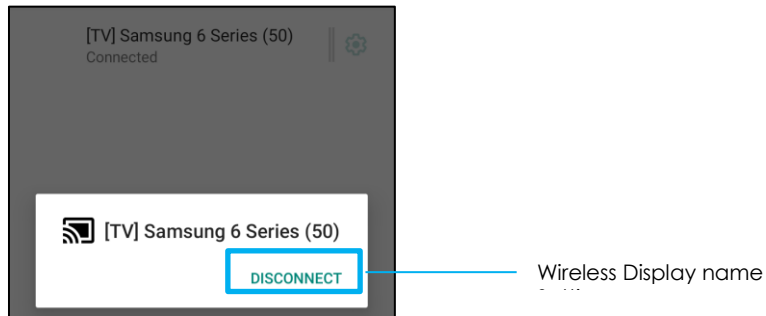 [TV] Samsung 6 Series (50)
Connected
[TV] Samsung 6 Series (50)
DISCONNECT
Wireless Display name